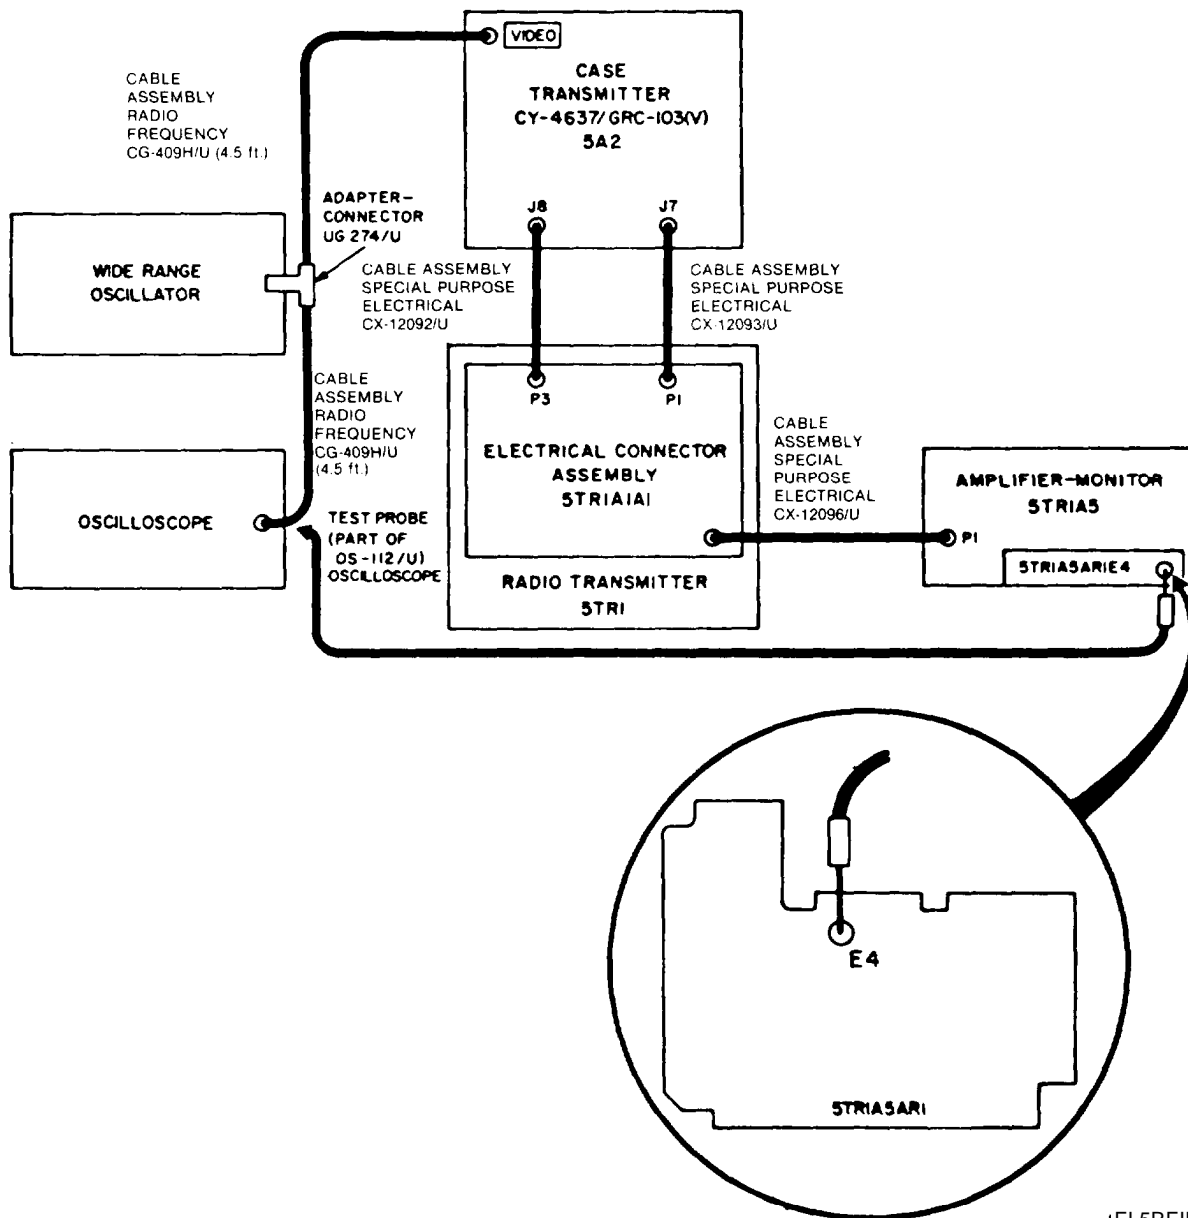 VIDEO
CASE
TRANSMITTER
CY-4637/GRC-103(V)
5A2
J8
J7
CABLE
ASSEMBLY
RADIO
FREQUENCY
CG-409H/U (4.5 ft.)
ADAPTER-
CONNECTOR
UG 274/U
WIDE RANGE
OSCILLATOR
CABLE ASSEMBLY
SPECIAL PURPOSE
ELECTRICAL
CX-12092/U
CABLE ASSEMBLY
SPECIAL PURPOSE
ELECTRICAL
CX-12093/U
CABLE
ASSEMBLY
RADIO
FREQUENCY
CG-409H/U
(4.5 ft.)
P3
P1
ELECTRICAL CONNECTOR
ASSEMBLY
5TR1A1A1
RADIO TRANSMITTER
5TR1
OSCILLOSCOPE
TEST PROBE
(PART OF
OS-112/U)
OSCILLOSCOPE
CABLE
ASSEMBLY
SPECIAL
PURPOSE
ELECTRICAL
CX-12096/U
AMPLIFIER-MONITOR
5TR1A5
P1
5TR1A5AR1E4
E4
5TR1A5AR1